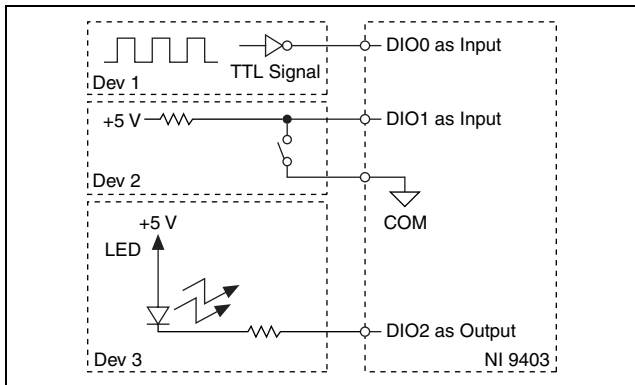 DIO0 as Input
TTL Signal
Dev 1
+5 V
DIO1 as Input
Dev 2
COM
+5 V
LED
DIO2 as Output
Dev 3
NI 9403